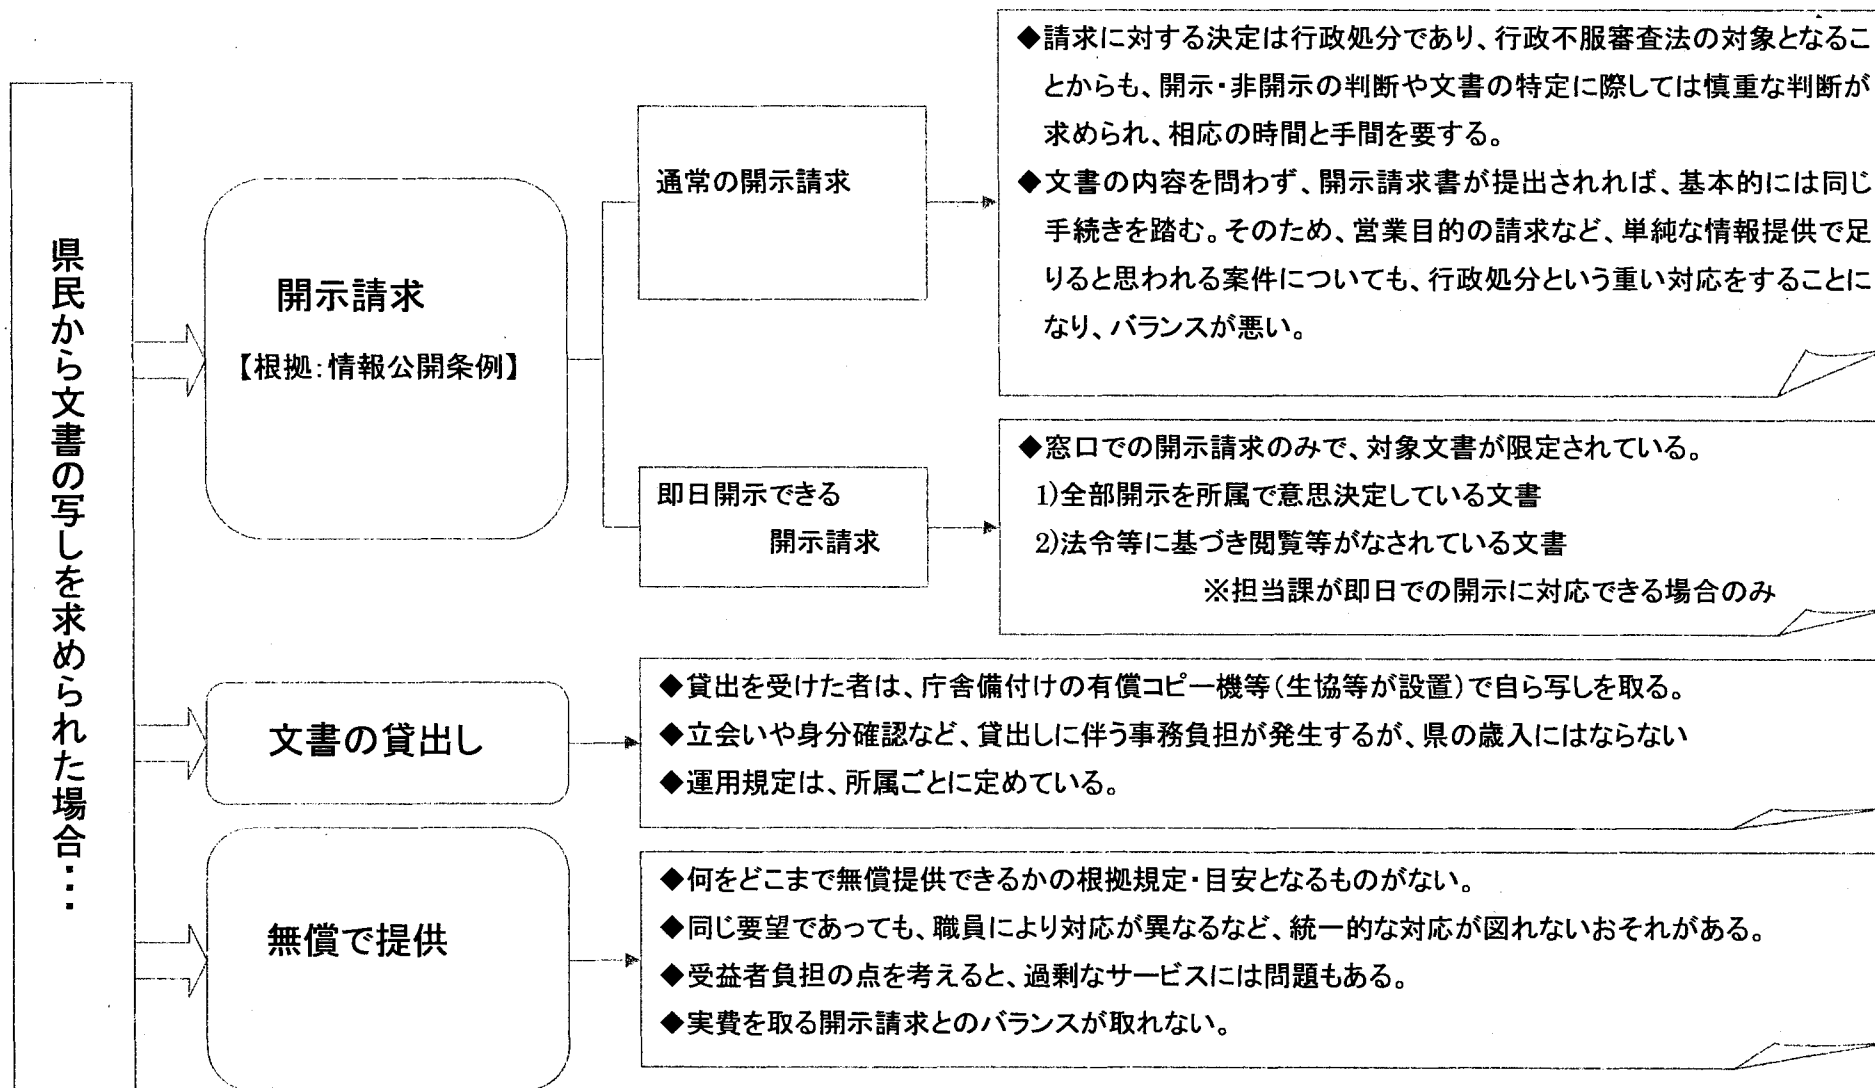 県民から文書の写しを求められた場合・・・
開示請求
【根拠：情報公開条例】
通常の開示請求
◆請求に対する決定は行政処分であり、行政不服審査法の対象となるこ
とからも、開示・非開示の判断や文書の特定に際しては慎重な判断が
求められ、相応の時間と手間を要する。
◆文書の内容を問わず、開示請求書が提出されれば、基本的には同じ
手続きを踏む。そのため、営業目的の請求など、単純な情報提供で足
りると思われる案件についても、行政処分という重い対応をすることに
なり、バランスが悪い。
即日開示できる
開示請求
◆窓口での開示請求のみで、対象文書が限定されている。
1)全部開示を所属で意思決定している文書
2)法令等に基づき閲覧等がなされている文書
※担当課が即日での開示に対応できる場合のみ
文書の貸出し
◆貸出を受けた者は、庁舎備付けの有償コピー機等（生協等が設置）で自ら写しを取る。
◆立会いや身分確認など、貸出しに伴う事務負担が発生するが、県の歳入にはならない
◆運用規定は、所属ごとに定めている。
無償で提供
◆何をどこまで無償提供できるかの根拠規定・目安となるものがない。
◆同じ要望であっても、職員により対応が異なるなど、統一的な対応が図れないおそれがある。
◆受益者負担の点を考えると、過剰なサービスには問題もある。
◆実費を取る開示請求とのバランスが取れない。